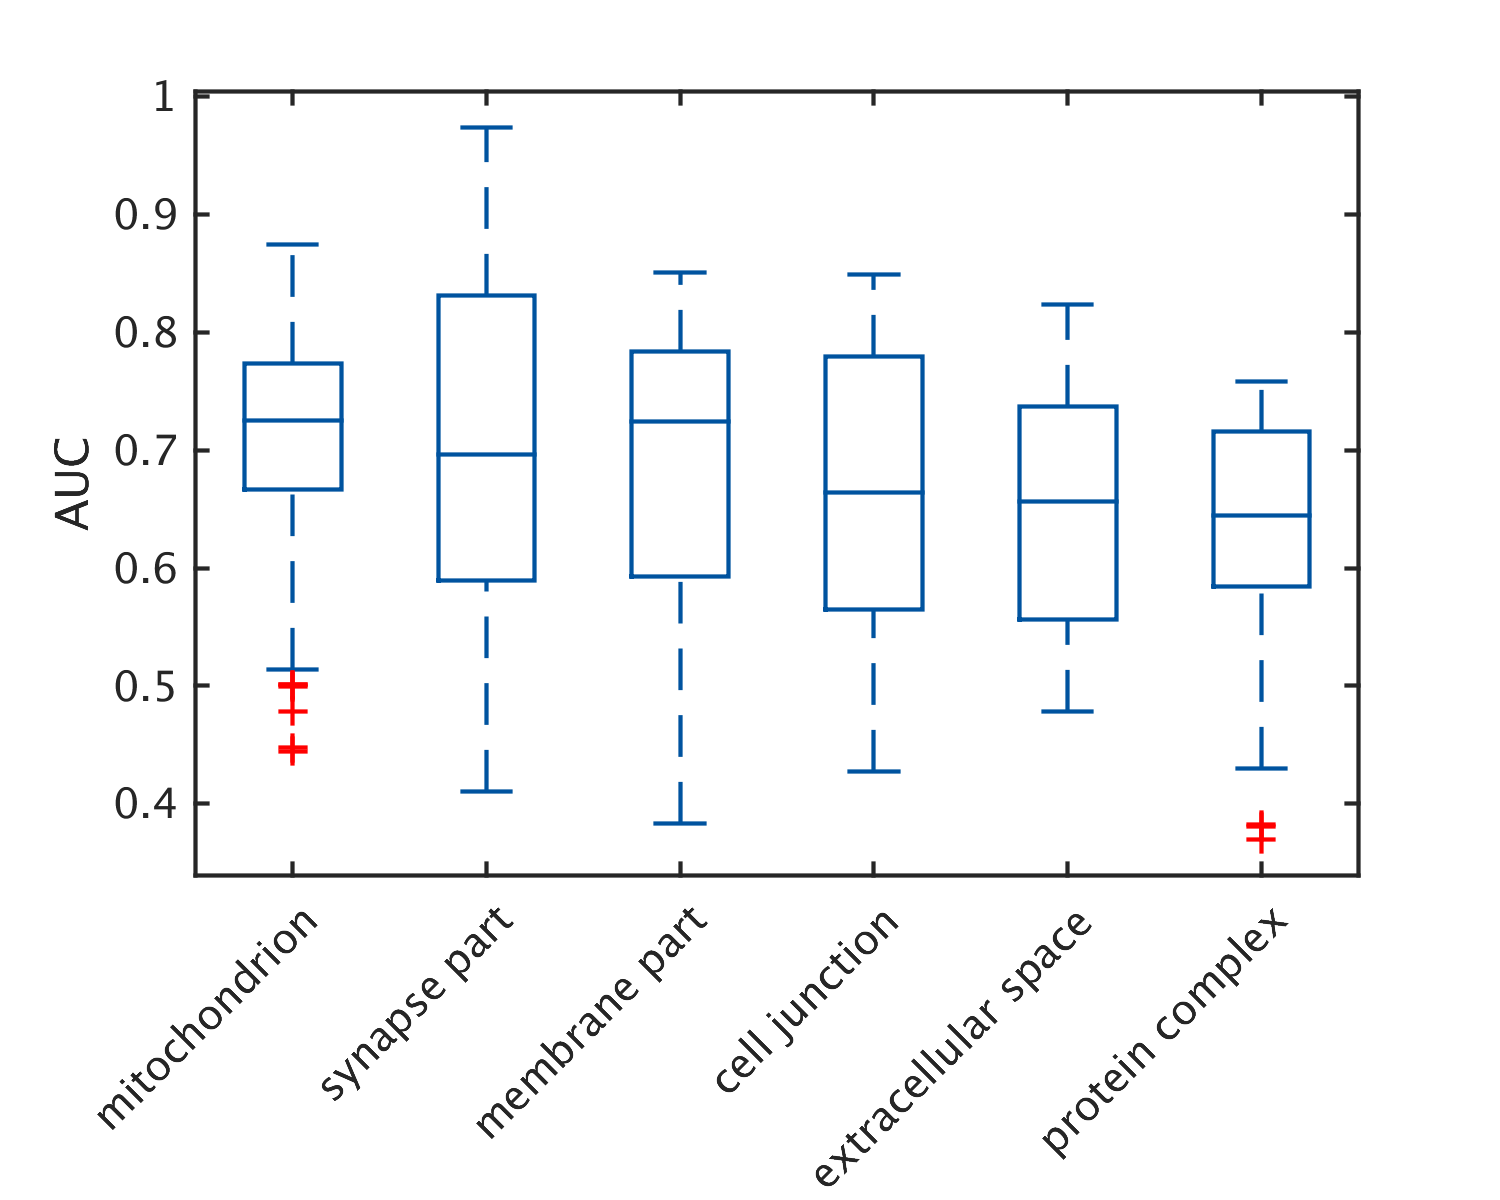 1
0.9
0.8
0.7
0.6
0.5
0.4
AUC
mitochondrion
synapse part
membrane part
cell junction
extracellular space
protein complex